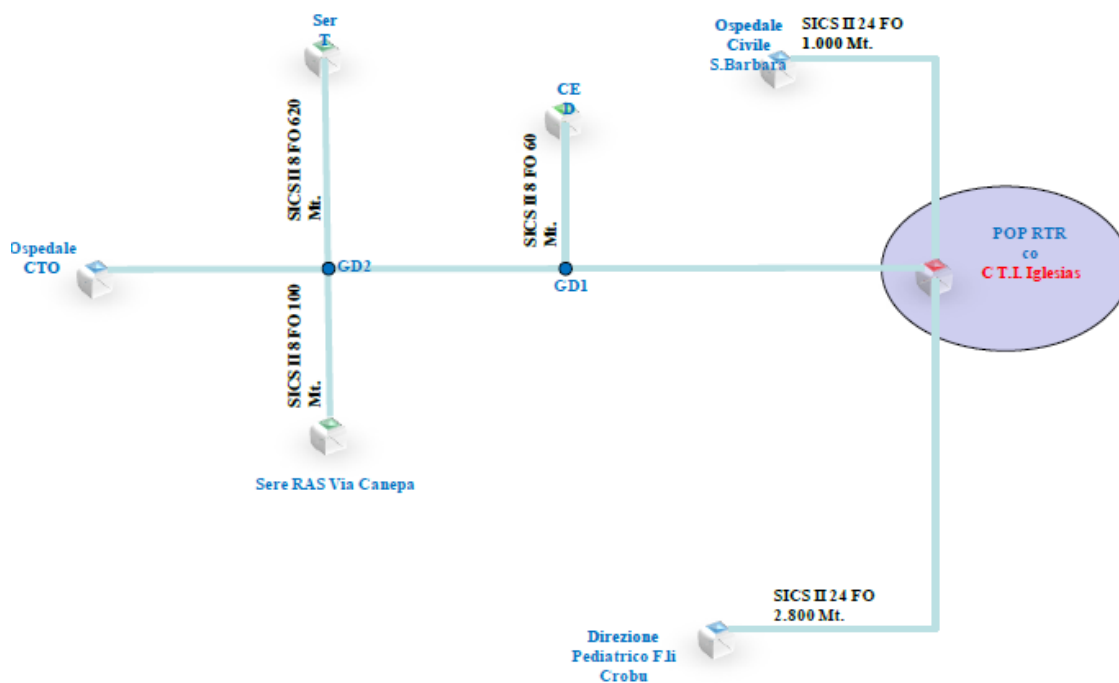 Ser
T
Ospedale
Civile
S.Barbara
SICS II 24 FO
1.000 Mt.
CE
D
SICS II 8 FO 620
Mt.
SICS II 8 FO 60
Mt.
Ospedale
CTO
GD2
GD1
POP RTR
co
C T.I. Iglesias
SICS II 8 FO 100
Mt.
Sere RAS Via Canepa
SICS II 24 FO
2.800 Mt.
Direzione
Pediatrico F.li
Crobu